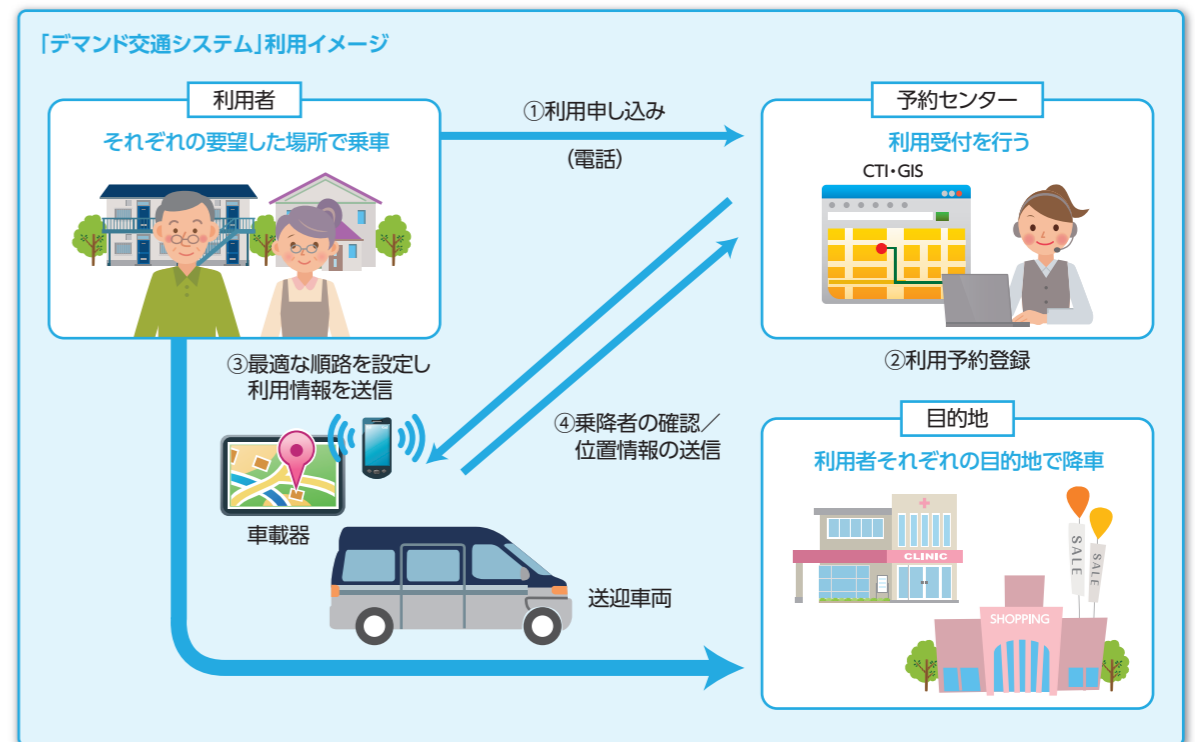 「デマンド交通システム」利用イメージ
利用者
それぞれの要望した場所で乗車
①利用申し込み
(電話)
予約センター
利用受付を行う
CTI・GIS
②利用予約登録
③最適な順路を設定し
利用情報を送信
④乗降者の確認／
位置情報の送信
車載器
送迎車両
目的地
利用者それぞれの目的地で降車
CLINIC
SALE
SALE
SHOPPING